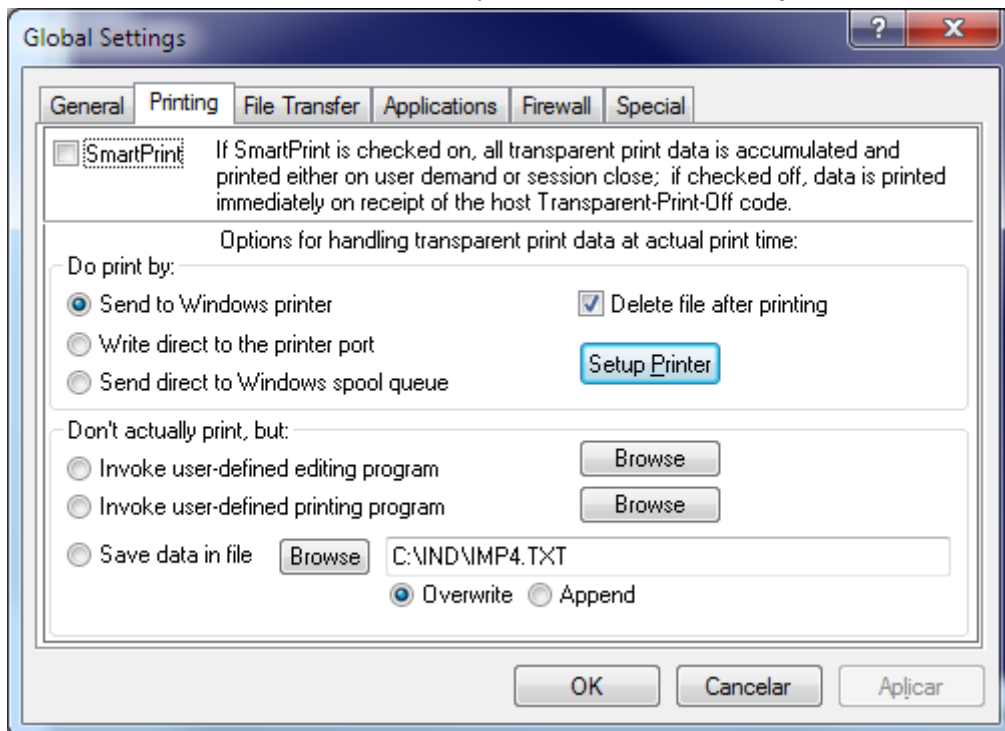 Global Settings
?
General Printing File Transfer Applications Firewall Special
SmartPrint
If SmartPrint is checked on, all transparent print data is accumulated and
printed either on user demand or session close; if checked off, data is printed
immediately on receipt of the host Transparent-Print-Off code.
Options for handling transparent print data at actual print time:
Do print by:
Send to Windows printer
Delete file after printing
Write direct to the printer port
Setup Printer
Send direct to Windows spool queue
Don't actually print, but:
Invoke user-defined editing program
Browse
Invoke user-defined printing program
Browse
Save data in file Browse C:\IND\IMP4.TXT
Overwrite Append
OK Cancelar Aplicar